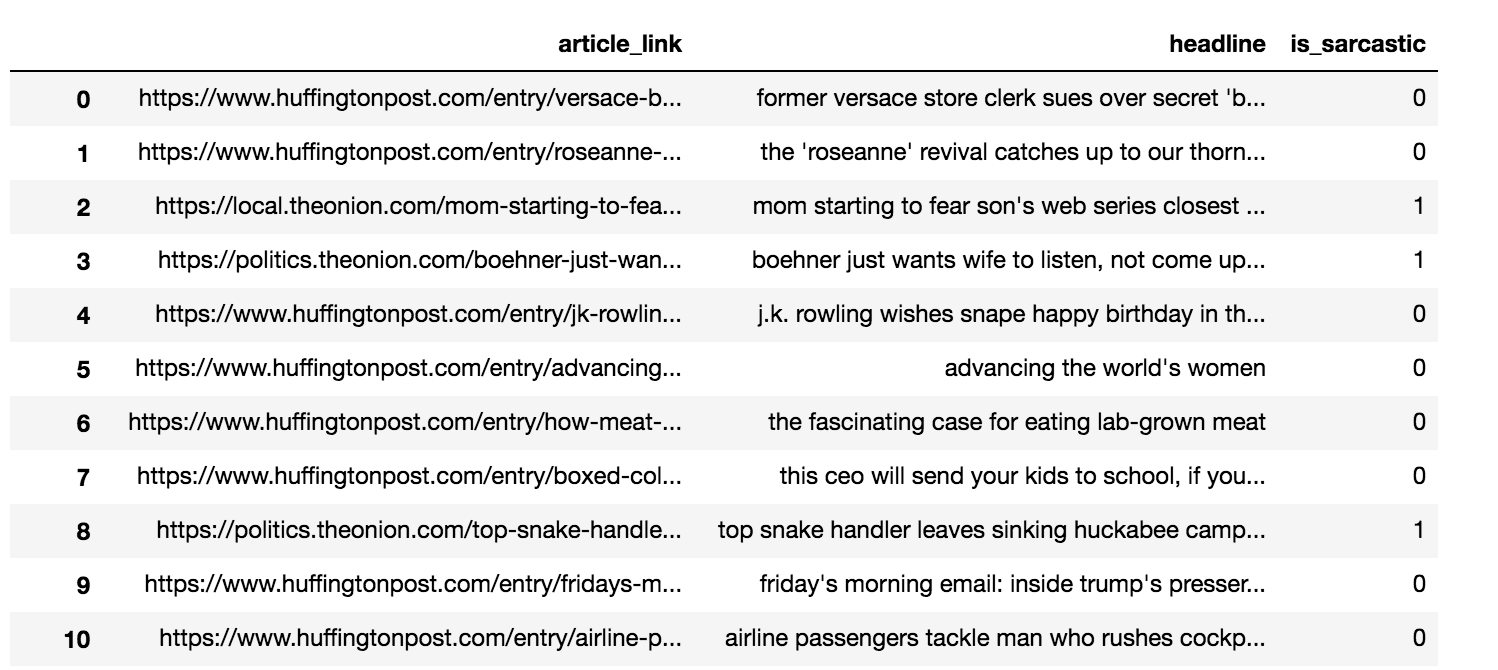 article_link headline is_sarcastic
0 https://www.huffingtonpost.com/entry/versace-b... former versace store clerk sues over secret 'b... 0
1 https://www.huffingtonpost.com/entry/roseanne-... the 'roseanne' revival catches up to our thorn... 0
2 https://local.theonion.com/mom-starting-to-fea... mom starting to fear son's web series closest ... 1
3 https://politics.theonion.com/boehner-just-wan... boehner just wants wife to listen, not come up... 1
4 https://www.huffingtonpost.com/entry/jk-rowlin... j.k. rowling wishes snape happy birthday in th... 0
5 https://www.huffingtonpost.com/entry/advancing... advancing the world's women 0
6 https://www.huffingtonpost.com/entry/how-meat-... the fascinating case for eating lab-grown meat 0
7 https://www.huffingtonpost.com/entry/boxed-col... this ceo will send your kids to school, if you... 0
8 https://politics.theonion.com/top-snake-handle... top snake handler leaves sinking huckabee camp... 1
9 https://www.huffingtonpost.com/entry/fridays-m... friday's morning email: inside trump's presser... 0
10 https://www.huffingtonpost.com/entry/airline-p... airline passengers tackle man who rushes cockp... 0